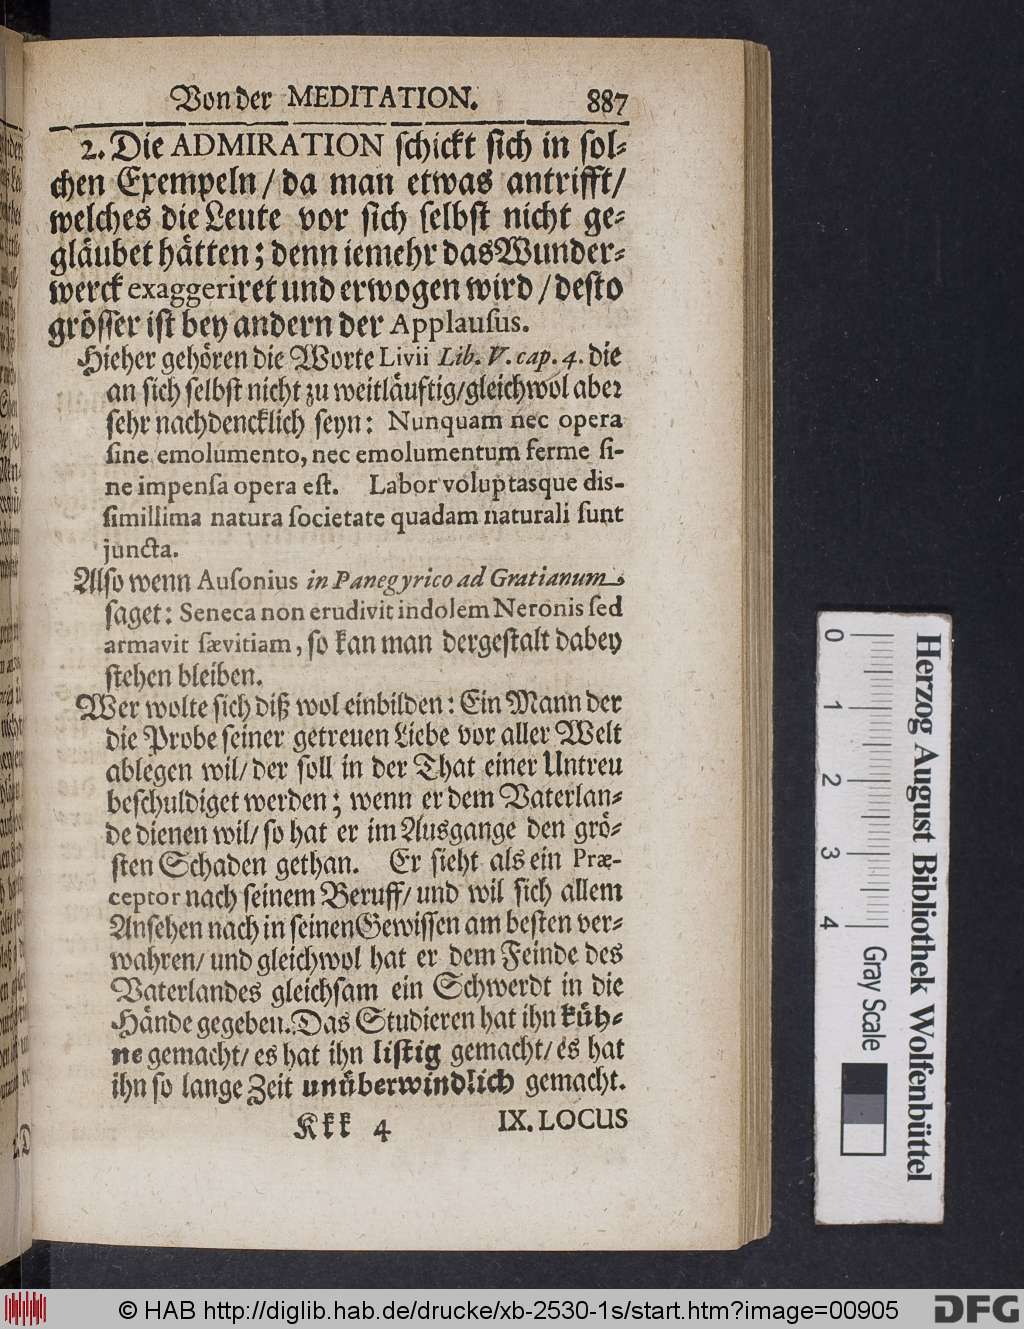 Von der MEDITATION. 887
2. Die ADMIRATION schickt sich in sol-
chen Exempeln/ da man etwas antrifft/
welches die Leute vor sich selbst nicht ge-
gläubet hätten; denn iemehr das Wunder-
werck exaggeriret und erwogen wird/ desto
grösser ist bey andern der Applausus.
Hieher gehören die Worte Livii Lib. V. cap. 4. die
an sich selbst nicht zu weitläuftig/ gleichwol aber
sehr nachdencklich seyn: Nunquam nec opera
sine emolumento, nec emolumentum ferme si-
ne impensa opera est. Labor voluptasque dis-
simillima natura societate quadam naturali sunt
juncta.
Also wenn Ausonius in Panegyrico ad Gratianum,
saget: Seneca non erudivit indolem Neronis sed
armavit sævitiam, so kan man dergestalt dabey
stehen bleiben.
Wer wolte sich diß wol einbilden: Ein Mann der
die Probe seiner getreuen Liebe vor aller Welt
ablegen wil/ der soll in der That einer Untreu
beschuldiget werden; wenn er dem Vaterlan-
de dienen wil/ so hat er im Ausgange den grö-
sten Schaden gethan. Er sieht als ein Præ-
ceptor nach seinem Beruff/ und wil sich allem
Ansehen nach in seinen Gewissen am besten ver-
wahren/ und gleichwol hat er dem Feinde des
Vaterlandes gleichsam ein Schwerdt in die
Hände gegeben. Das Studieren hat ihn küh-
ne gemacht/ es hat ihn listig gemacht/ es hat
ihn so lange Zeit unüberwindlich gemacht.
Kkk 4 IX. LOCUS
Herzog August Bibliothek Wolfenbüttel
0 1 2 3 4
Gray Scale
© HAB http://diglib.hab.de/drucke/xb-2530-1s/start.htm?image=00905
DFG